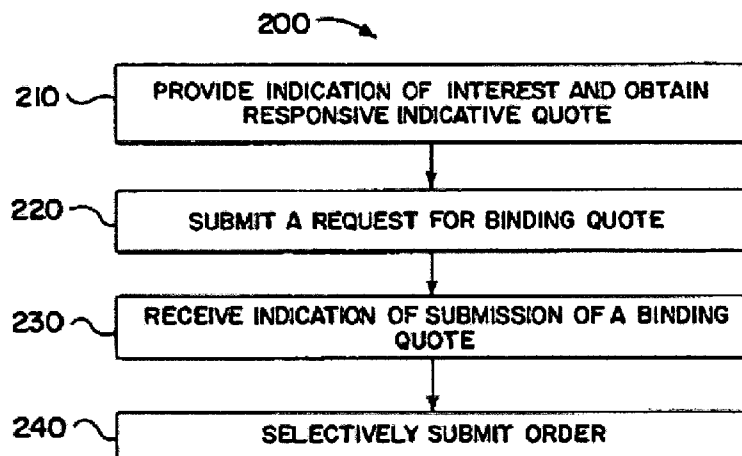 200
210
PROVIDE INDICATION OF INTEREST AND OBTAIN
RESPONSIVE INDICATIVE QUOTE
220
SUBMIT A REQUEST FOR BINDING QUOTE
230
RECEIVE INDICATION OF SUBMISSION OF A BINDING
QUOTE
240
SELECTIVELY SUBMIT ORDER